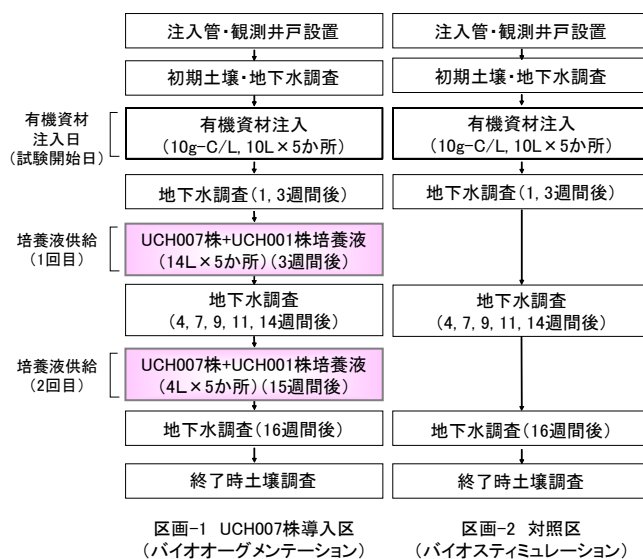 注入管・観測井戸設置
注入管・観測井戸設置
初期土壌・地下水調査
初期土壌・地下水調査
有機資材
注入日
(試験開始日)
有機資材注入
(10g-C/L, 10L×5か所)
有機資材注入
(10g-C/L, 10L×5か所)
地下水調査(1, 3週間後)
地下水調査(1, 3週間後)
培養液供給
(1回目)
UCH007株+UCH001株培養液
(14L×5か所)(3週間後)
地下水調査
(4, 7, 9, 11, 14週間後)
地下水調査
(4, 7, 9, 11, 14週間後)
培養液供給
(2回目)
UCH007株+UCH001株培養液
(4L×5か所)(15週間後)
地下水調査(16週間後)
地下水調査(16週間後)
終了時土壌調査
終了時土壌調査
区画-1 UCH007株導入区
(バイオオーグメンテーション)
区画-2 対照区
(バイオスティミュレーション)